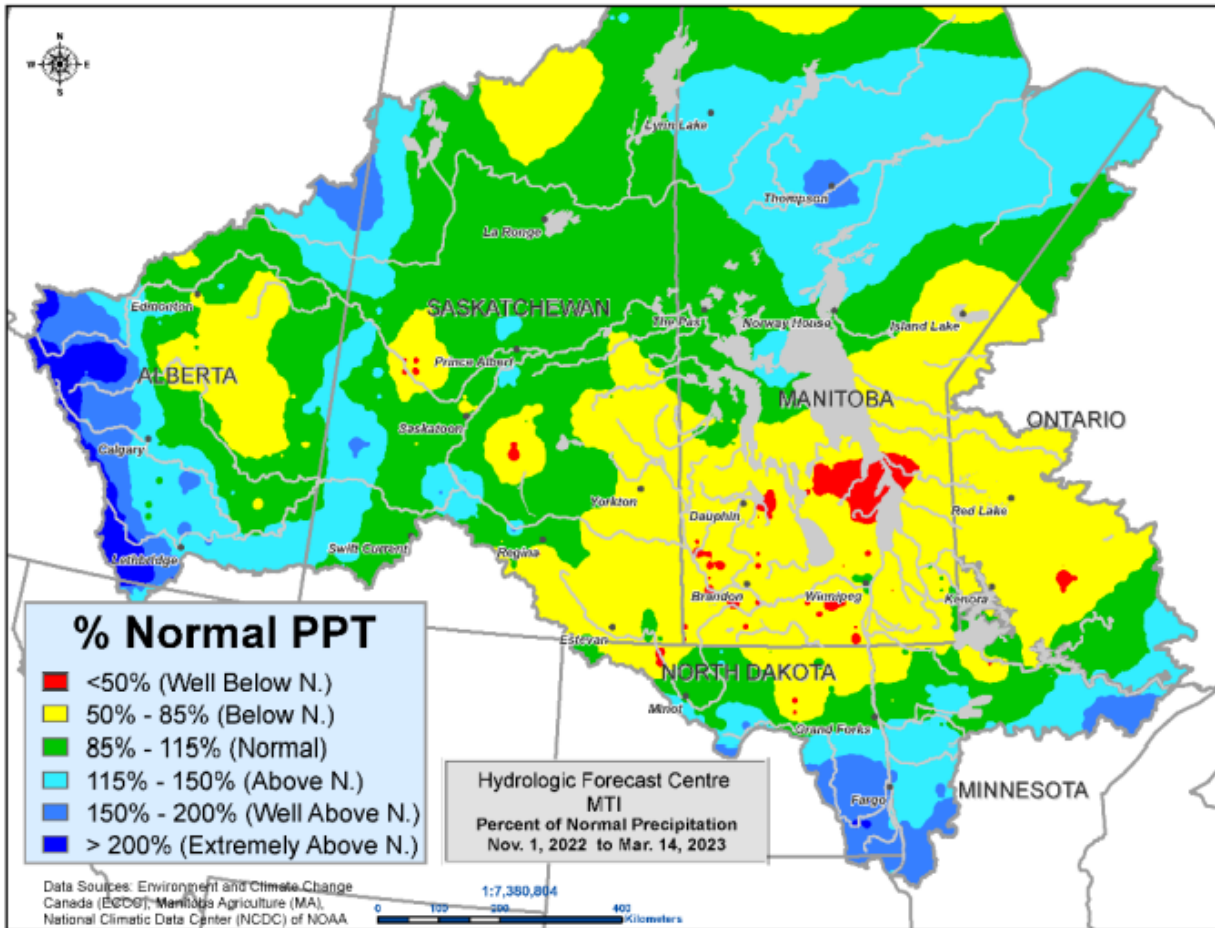 N
W E
S
Lynn Lake
Thompson
La Ronge
Edmonton
SASKATCHEWAN
The Pas
Norway House
Island Lake
Prince Albert
ALBERTA
MANITOBA
ONTARIO
Saskatoon
Calgary
Yorkton
Dauphin
Red Lake
Lethbridge
Swift Current
Regina
Brandon
Winnipeg
Kenora
Estevan
NORTH DAKOTA
Minot
Grand Forks
Fargo
MINNESOTA
% Normal PPT
<50% (Well Below N.)
50% - 85% (Below N.)
85% - 115% (Normal)
115% - 150% (Above N.)
150% - 200% (Well Above N.)
> 200% (Extremely Above N.)
Hydrologic Forecast Centre
MTI
Percent of Normal Precipitation
Nov. 1, 2022 to Mar. 14, 2023
Data Sources: Environment and Climate Change
Canada (ECCC), Manitoba Agriculture (MA),
National Climatic Data Center (NCDC) of NOAA
1:7,380,804
0 100 200 400
Kilometers